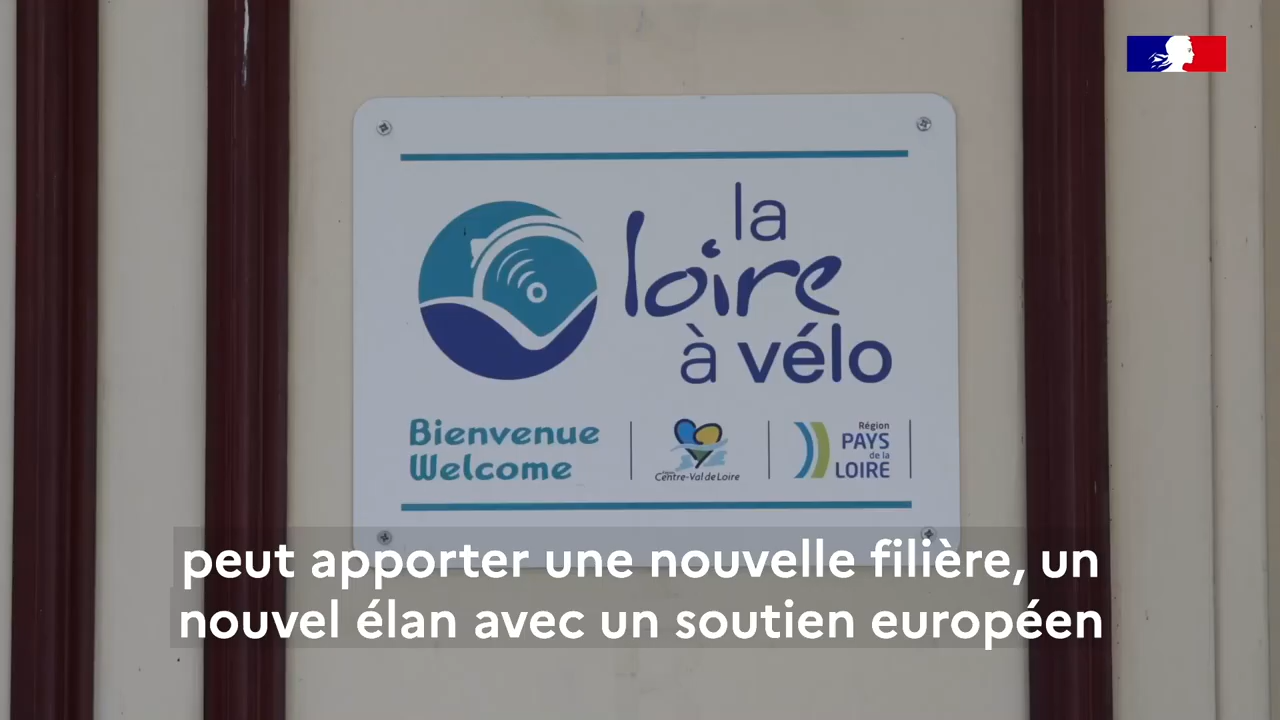 la
loire
à vélo
Bienvenue
Welcome
Centre-Val de Loire
Région
PAYS
de la
LOIRE
peut apporter une nouvelle filière, un
nouvel élan avec un soutien européen